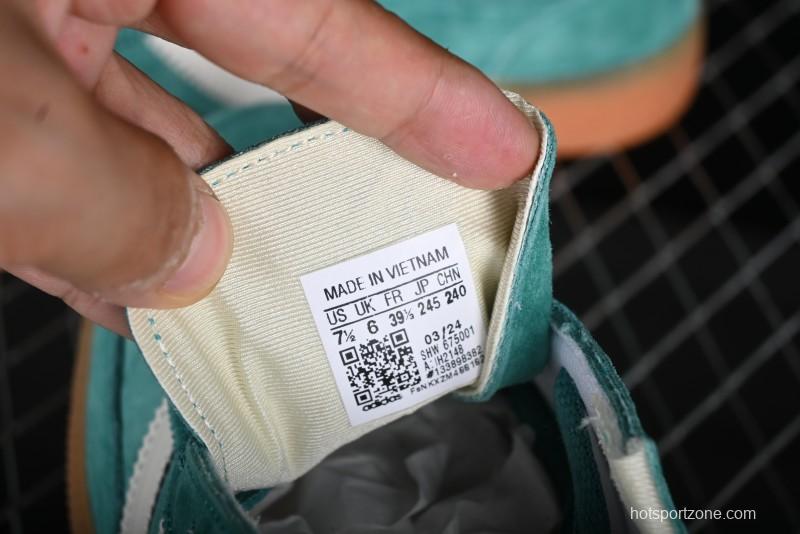 MADE IN VIETNAM
US UK FR JP CHN
7½ 6 39⅓ 245 240
03/24
SHW 675001
adidas
hotsportzone.com